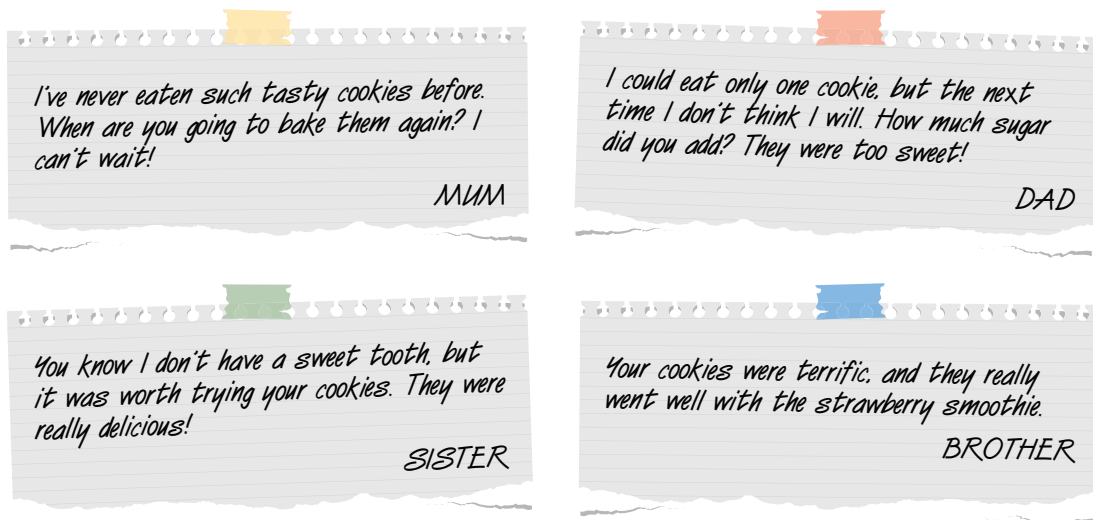 I've never eaten such tasty cookies before.
When are you going to bake them again? I
can't wait!
MUM
I could eat only one cookie, but the next
time I don't think I will. How much sugar
did you add? They were too sweet!
DAD
You know I don't have a sweet tooth, but
it was worth trying your cookies. They were
really delicious!
SISTER
Your cookies were terrific, and they really
went well with the strawberry smoothie.
BROTHER